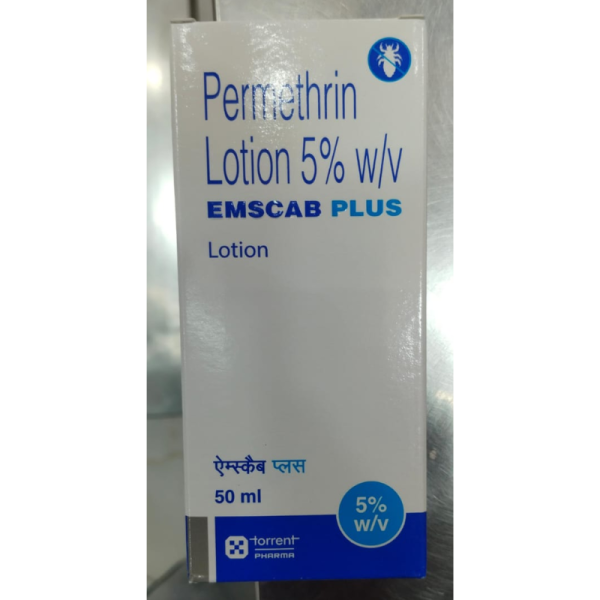 Permethrin
Lotion 5% w/v
EMSCAB PLUS
Lotion
ऐम्स्कैब प्लस
50 ml
5%
w/v
torrent
PHARMA